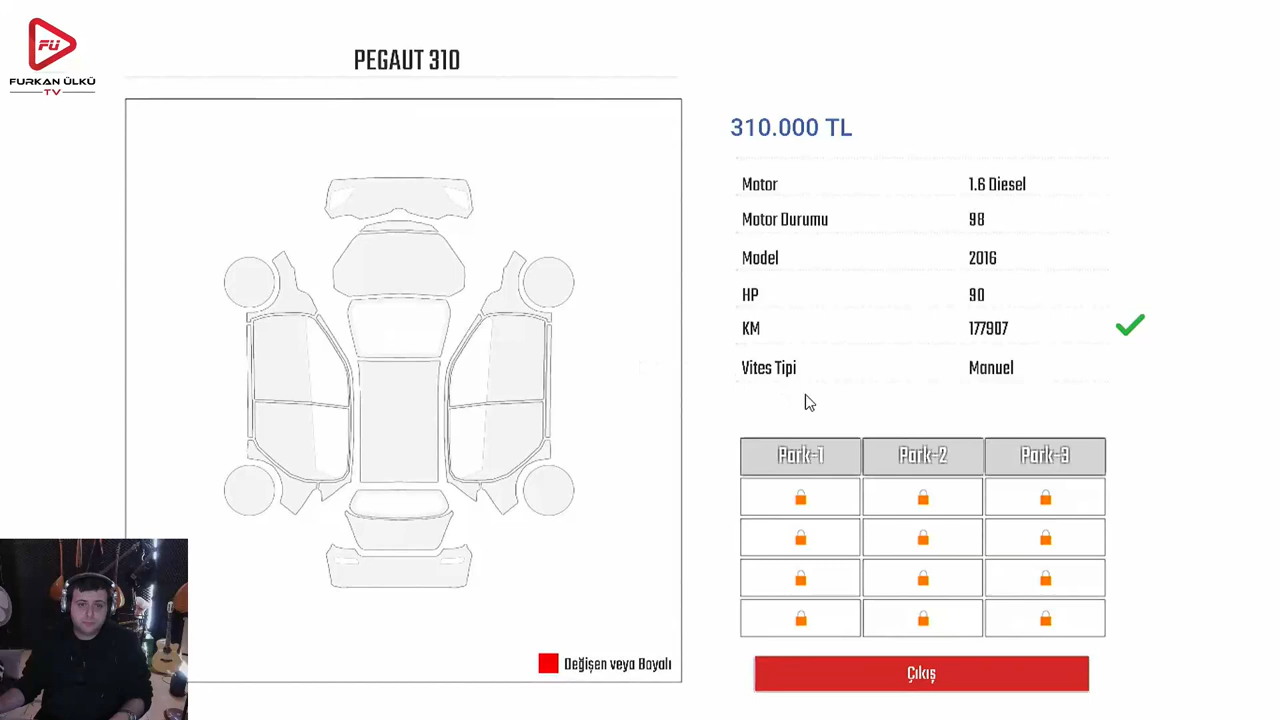 FU
FURKAN ÜLKÜ
TV
PEGAUT 310
310.000 TL
Motor 1.6 Diesel
Motor Durumu 98
Model 2016
HP 90
KM 177907
Vites Tipi Manuel
Park-1 Park-2 Park-3
Değişen veya Boyalı
Çıkış